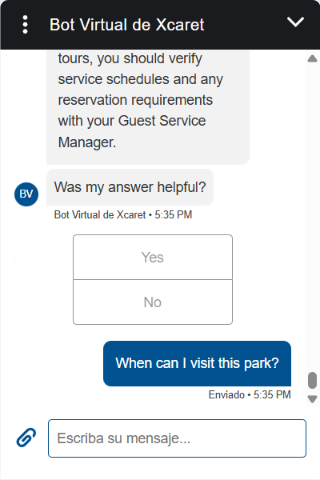 Bot Virtual de Xcaret
tours, you should verify
service schedules and any
reservation requirements
with your Guest Service
Manager.
Was my answer helpful?
BV
Bot Virtual de Xcaret • 5:35 PM
Yes
No
When can I visit this park?
Enviado • 5:35 PM
Escriba su mensaje...